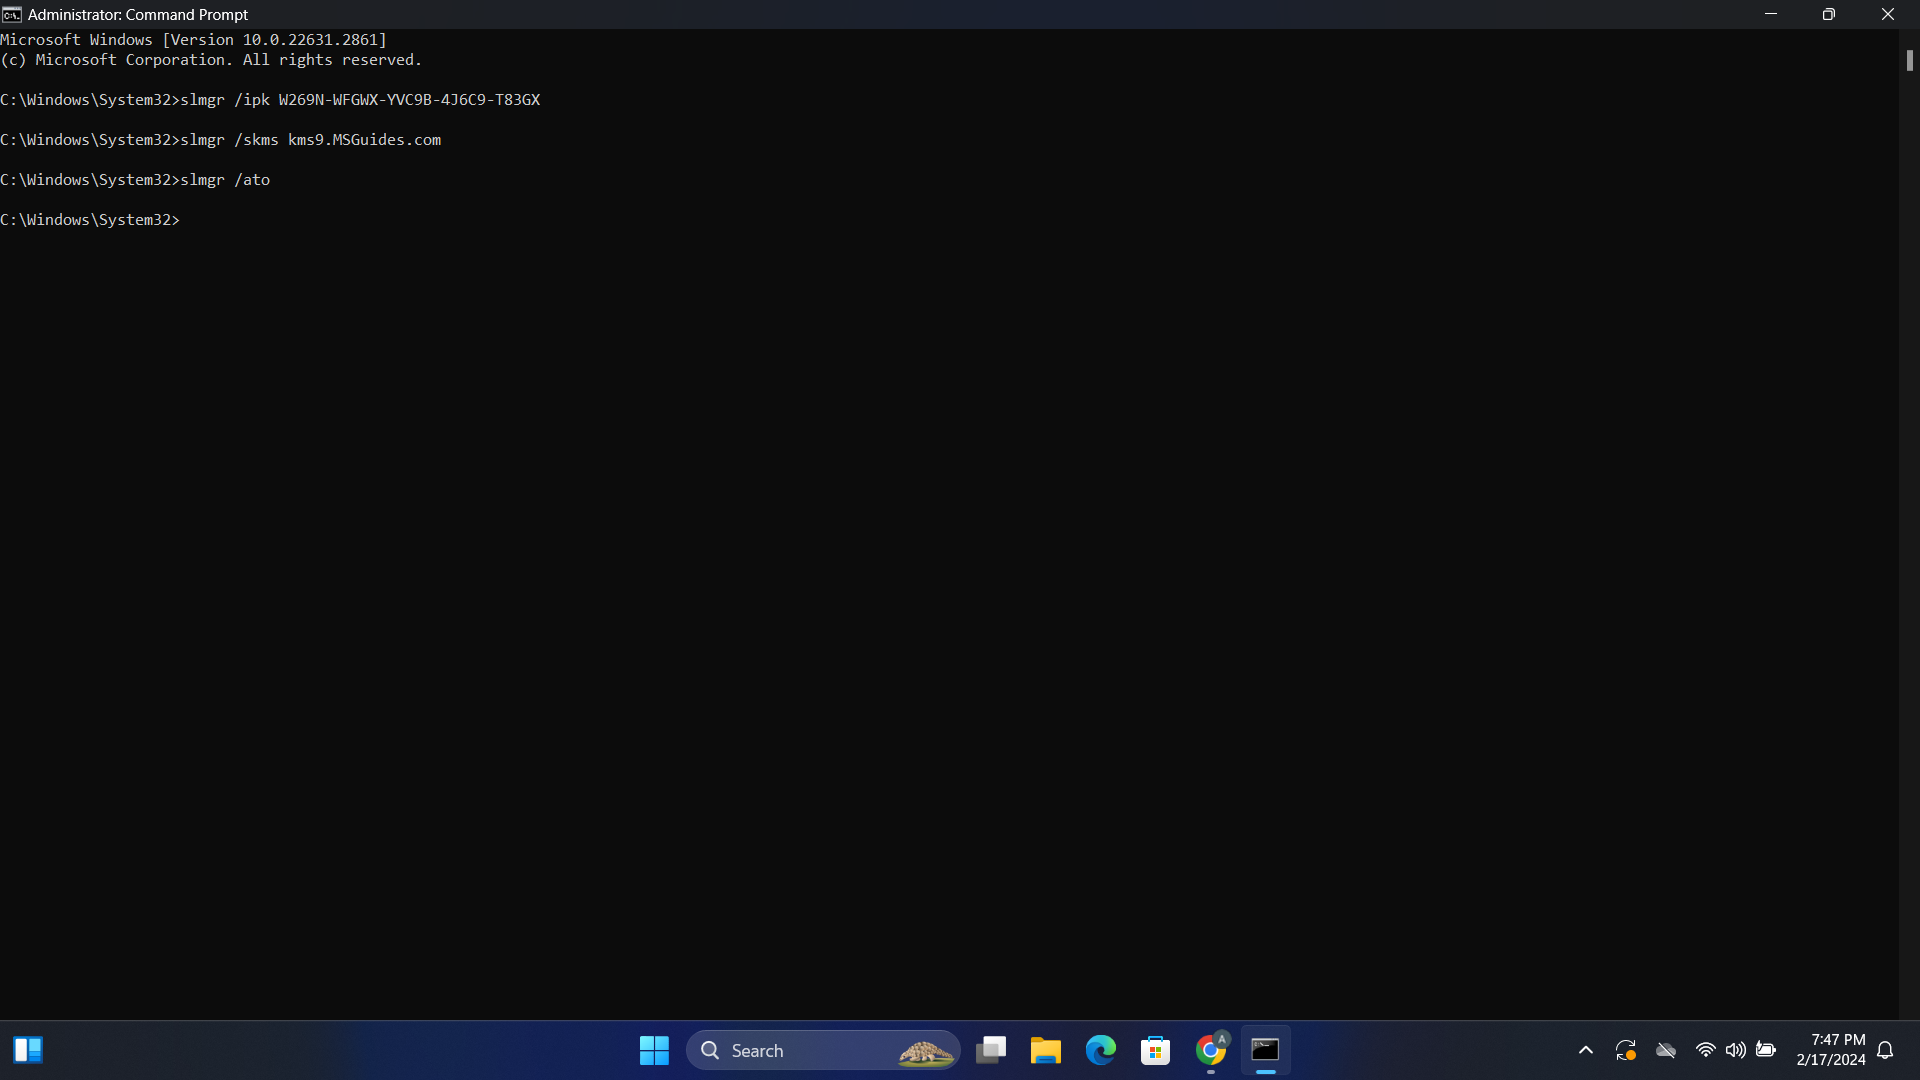 Administrator: Command Prompt
Microsoft Windows [Version 10.0.22631.2861]
(c) Microsoft Corporation. All rights reserved.
C:\Windows\System32>slmgr /ipk W269N-WFGWX-YVC9B-4J6C9-T83GX
C:\Windows\System32>slmgr /skms kms9.MSGuides.com
C:\Windows\System32>slmgr /ato
C:\Windows\System32>
Search
A
7:47 PM
2/17/2024